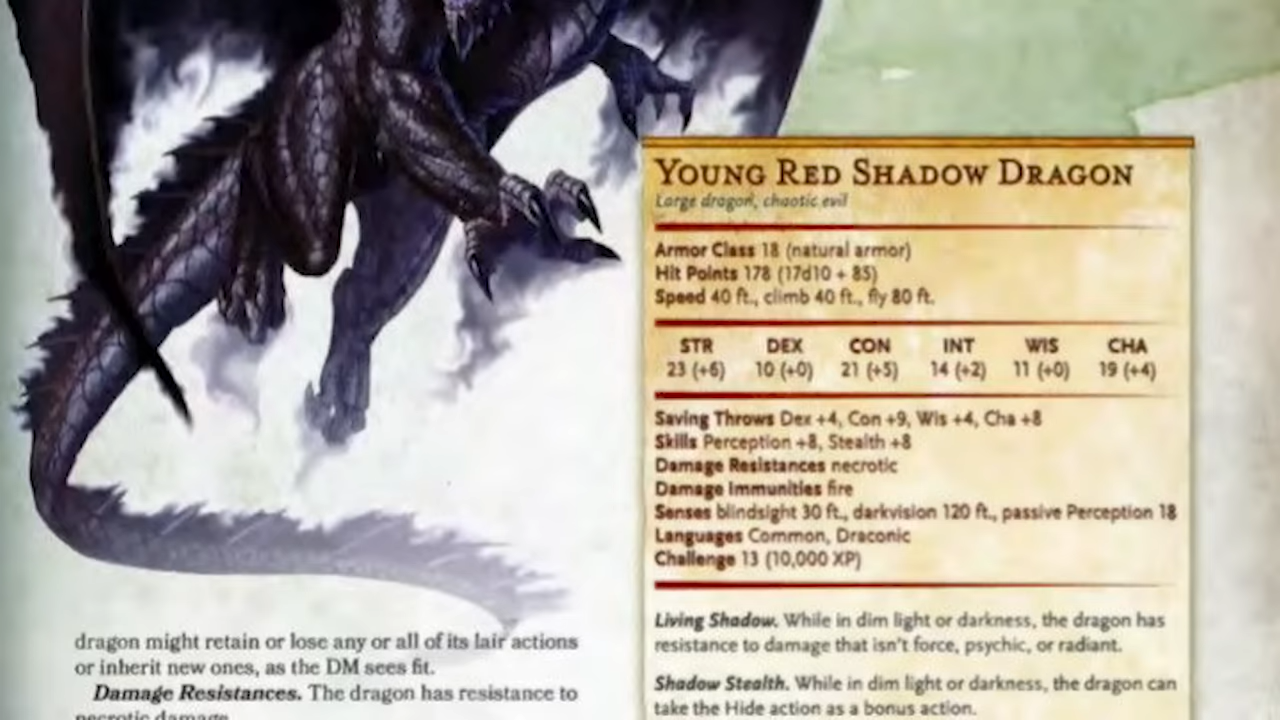 dragon might retain or lose any or all of its lair actions
or inherit new ones, as the DM sees fit.
Damage Resistances. The dragon has resistance to
necrotic damage
YOUNG RED SHADOW DRAGON
Large dragon, chaotic evil
Armor Class 18 (natural armor)
Hit Points 178 (17d10 + 85)
Speed 40 ft., climb 40 ft., fly 80 ft.
STR DEX CON INT WIS CHA
23 (+6) 10 (+0) 21 (+5) 14 (+2) 11 (+0) 19 (+4)
Saving Throws Dex +4, Con +9, Wis +4, Cha +8
Skills Perception +8, Stealth +8
Damage Resistances necrotic
Damage Immunities fire
Senses blindsight 30 ft., darkvision 120 ft., passive Perception 18
Languages Common, Draconic
Challenge 13 (10,000 XP)
Living Shadow. While in dim light or darkness, the dragon has
resistance to damage that isn't force, psychic, or radiant.
Shadow Stealth. While in dim light or darkness, the dragon can
take the Hide action as a bonus action.